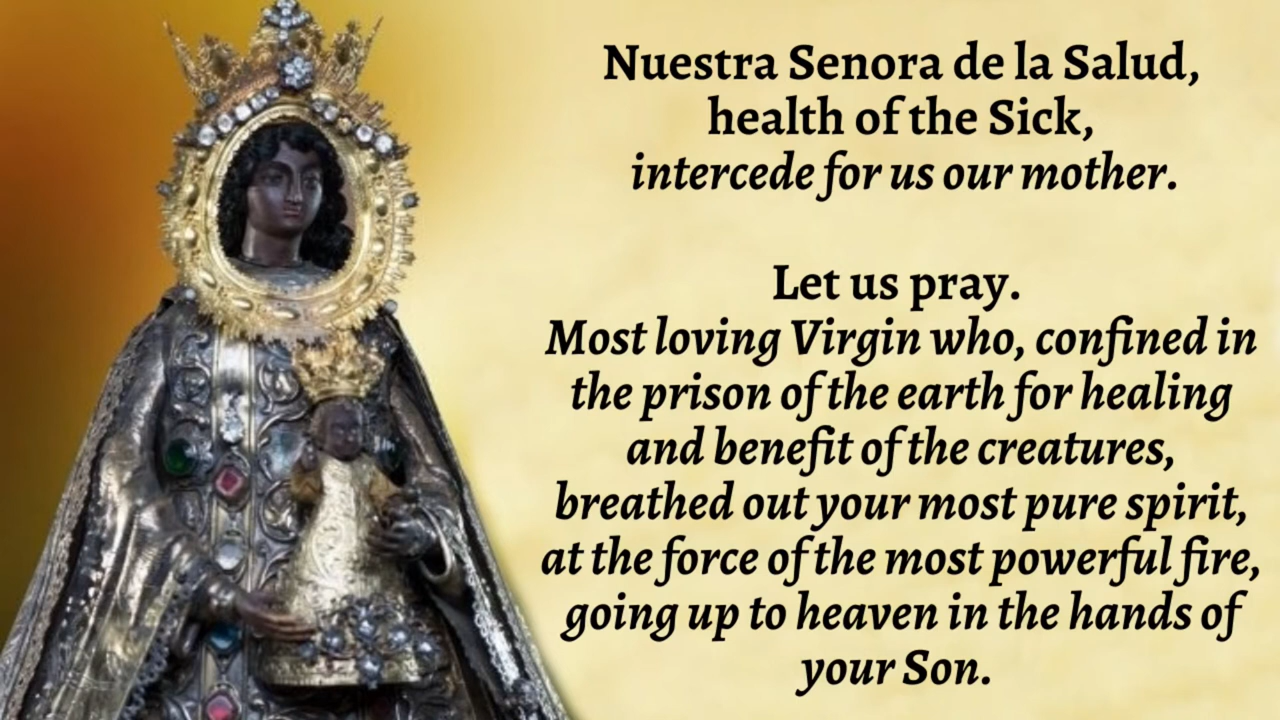 Nuestra Senora de la Salud,
health of the Sick,
intercede for us our mother.
Let us pray.
Most loving Virgin who, confined in
the prison of the earth for healing
and benefit of the creatures,
breathed out your most pure spirit,
at the force of the most powerful fire,
going up to heaven in the hands of
your Son.